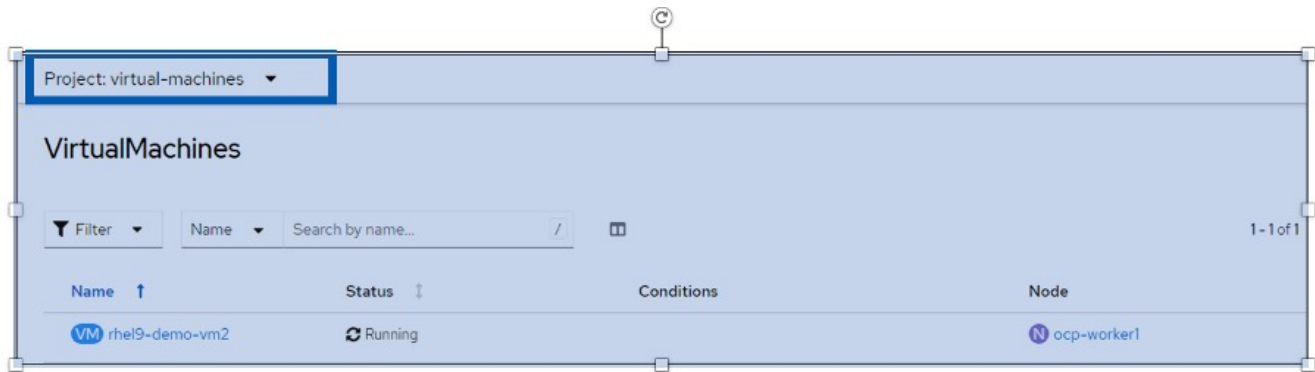 Project: virtual-machines
VirtualMachines
Filter Name Search by name... / 1-1 of 1
Name Status Conditions Node
VM rhel9-demo-vm2 Running N ocp-worker1